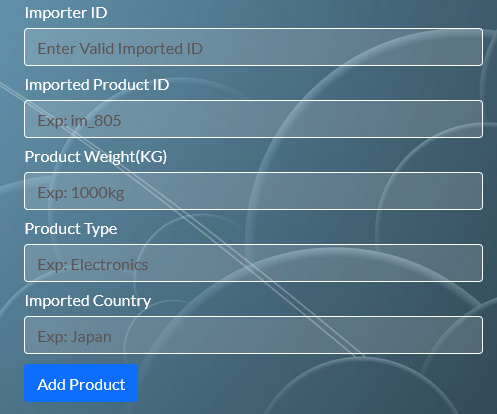 Importer ID
Enter Valid Imported ID
Imported Product ID
Exp: im_805
Product Weight(KG)
Exp: 1000kg
Product Type
Exp: Electronics
Imported Country
Exp: Japan
Add Product